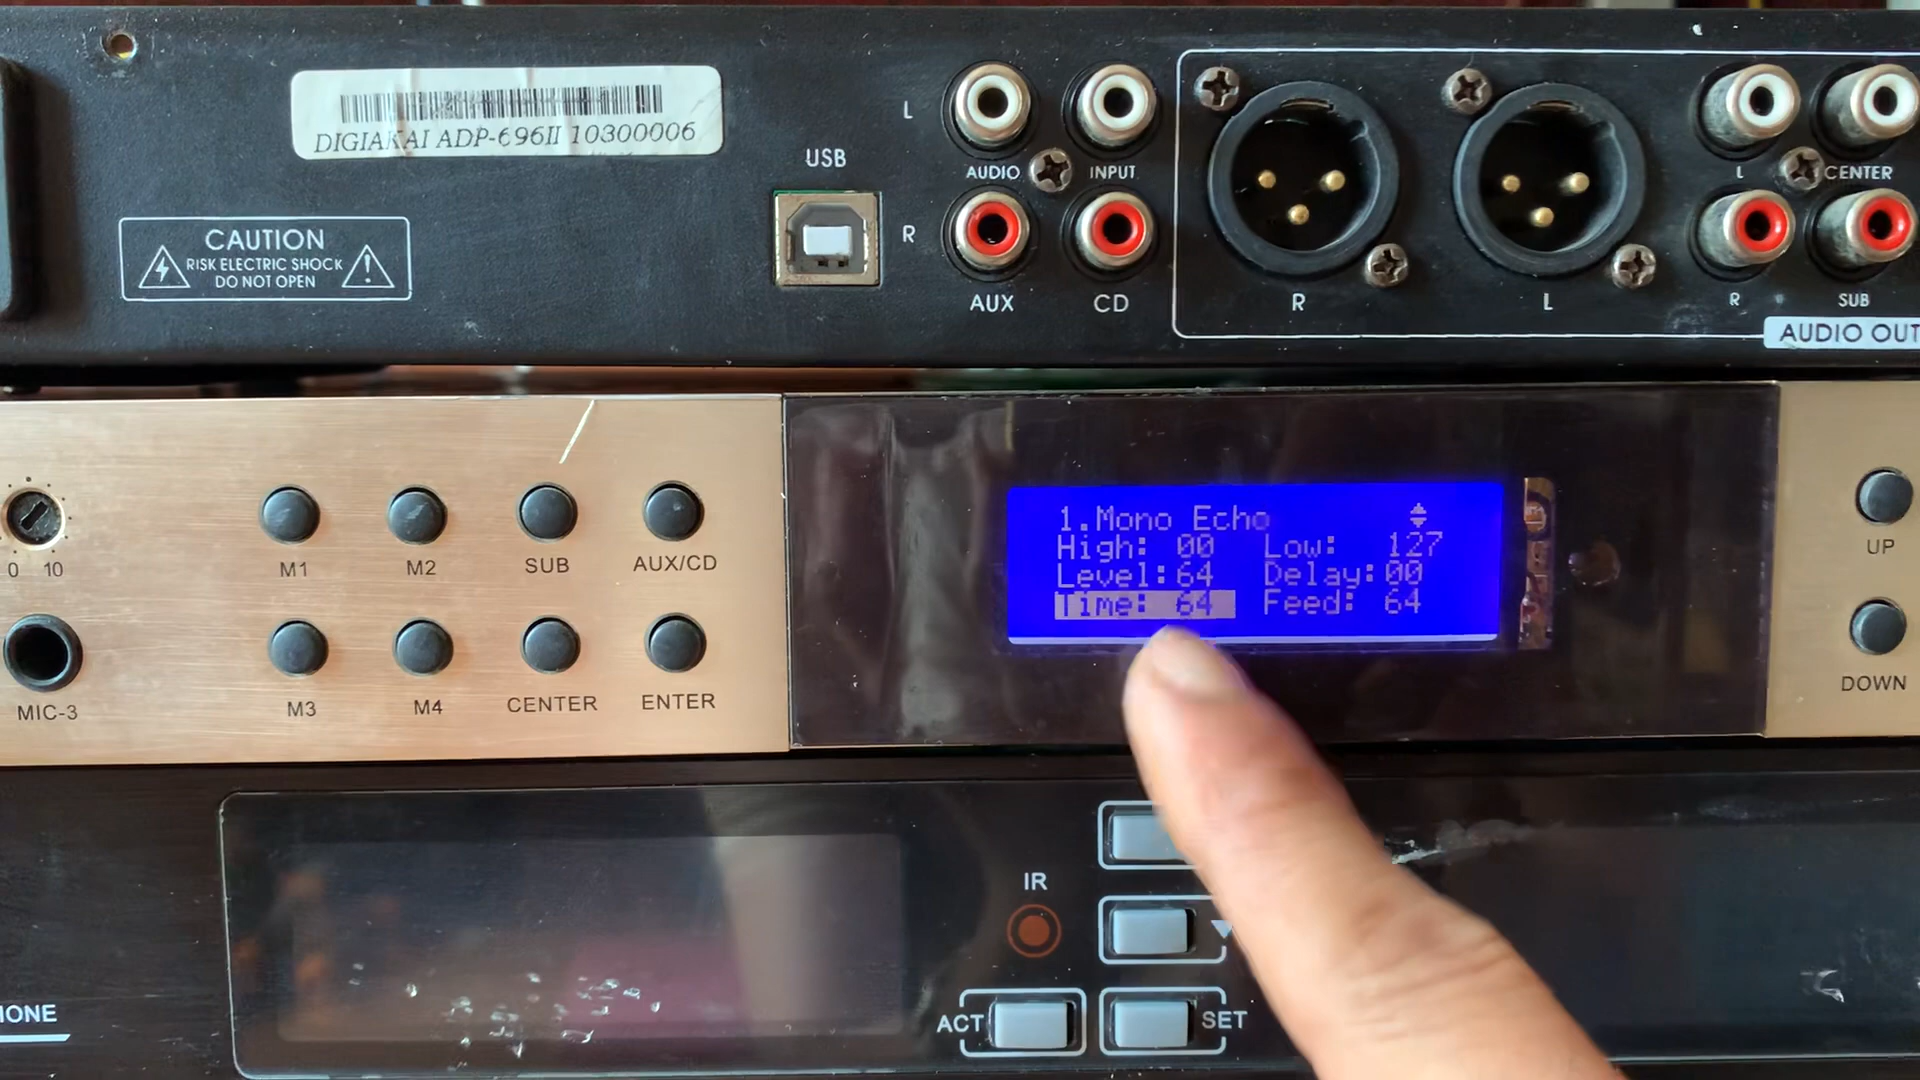 DIGIAKAI ADP-696II 10300006
USB
L
R
AUDIO INPUT
AUX CD
CAUTION
RISK ELECTRIC SHOCK
DO NOT OPEN
R L
L CENTER
R SUB
AUDIO OUT
0 10
MIC-3
M1 M2 SUB AUX/CD
M3 M4 CENTER ENTER
1.Mono Echo
High: 00 Low: 127
Level:64 Delay:00
Time: 64 Feed: 64
UP
DOWN
IR
ACT SET